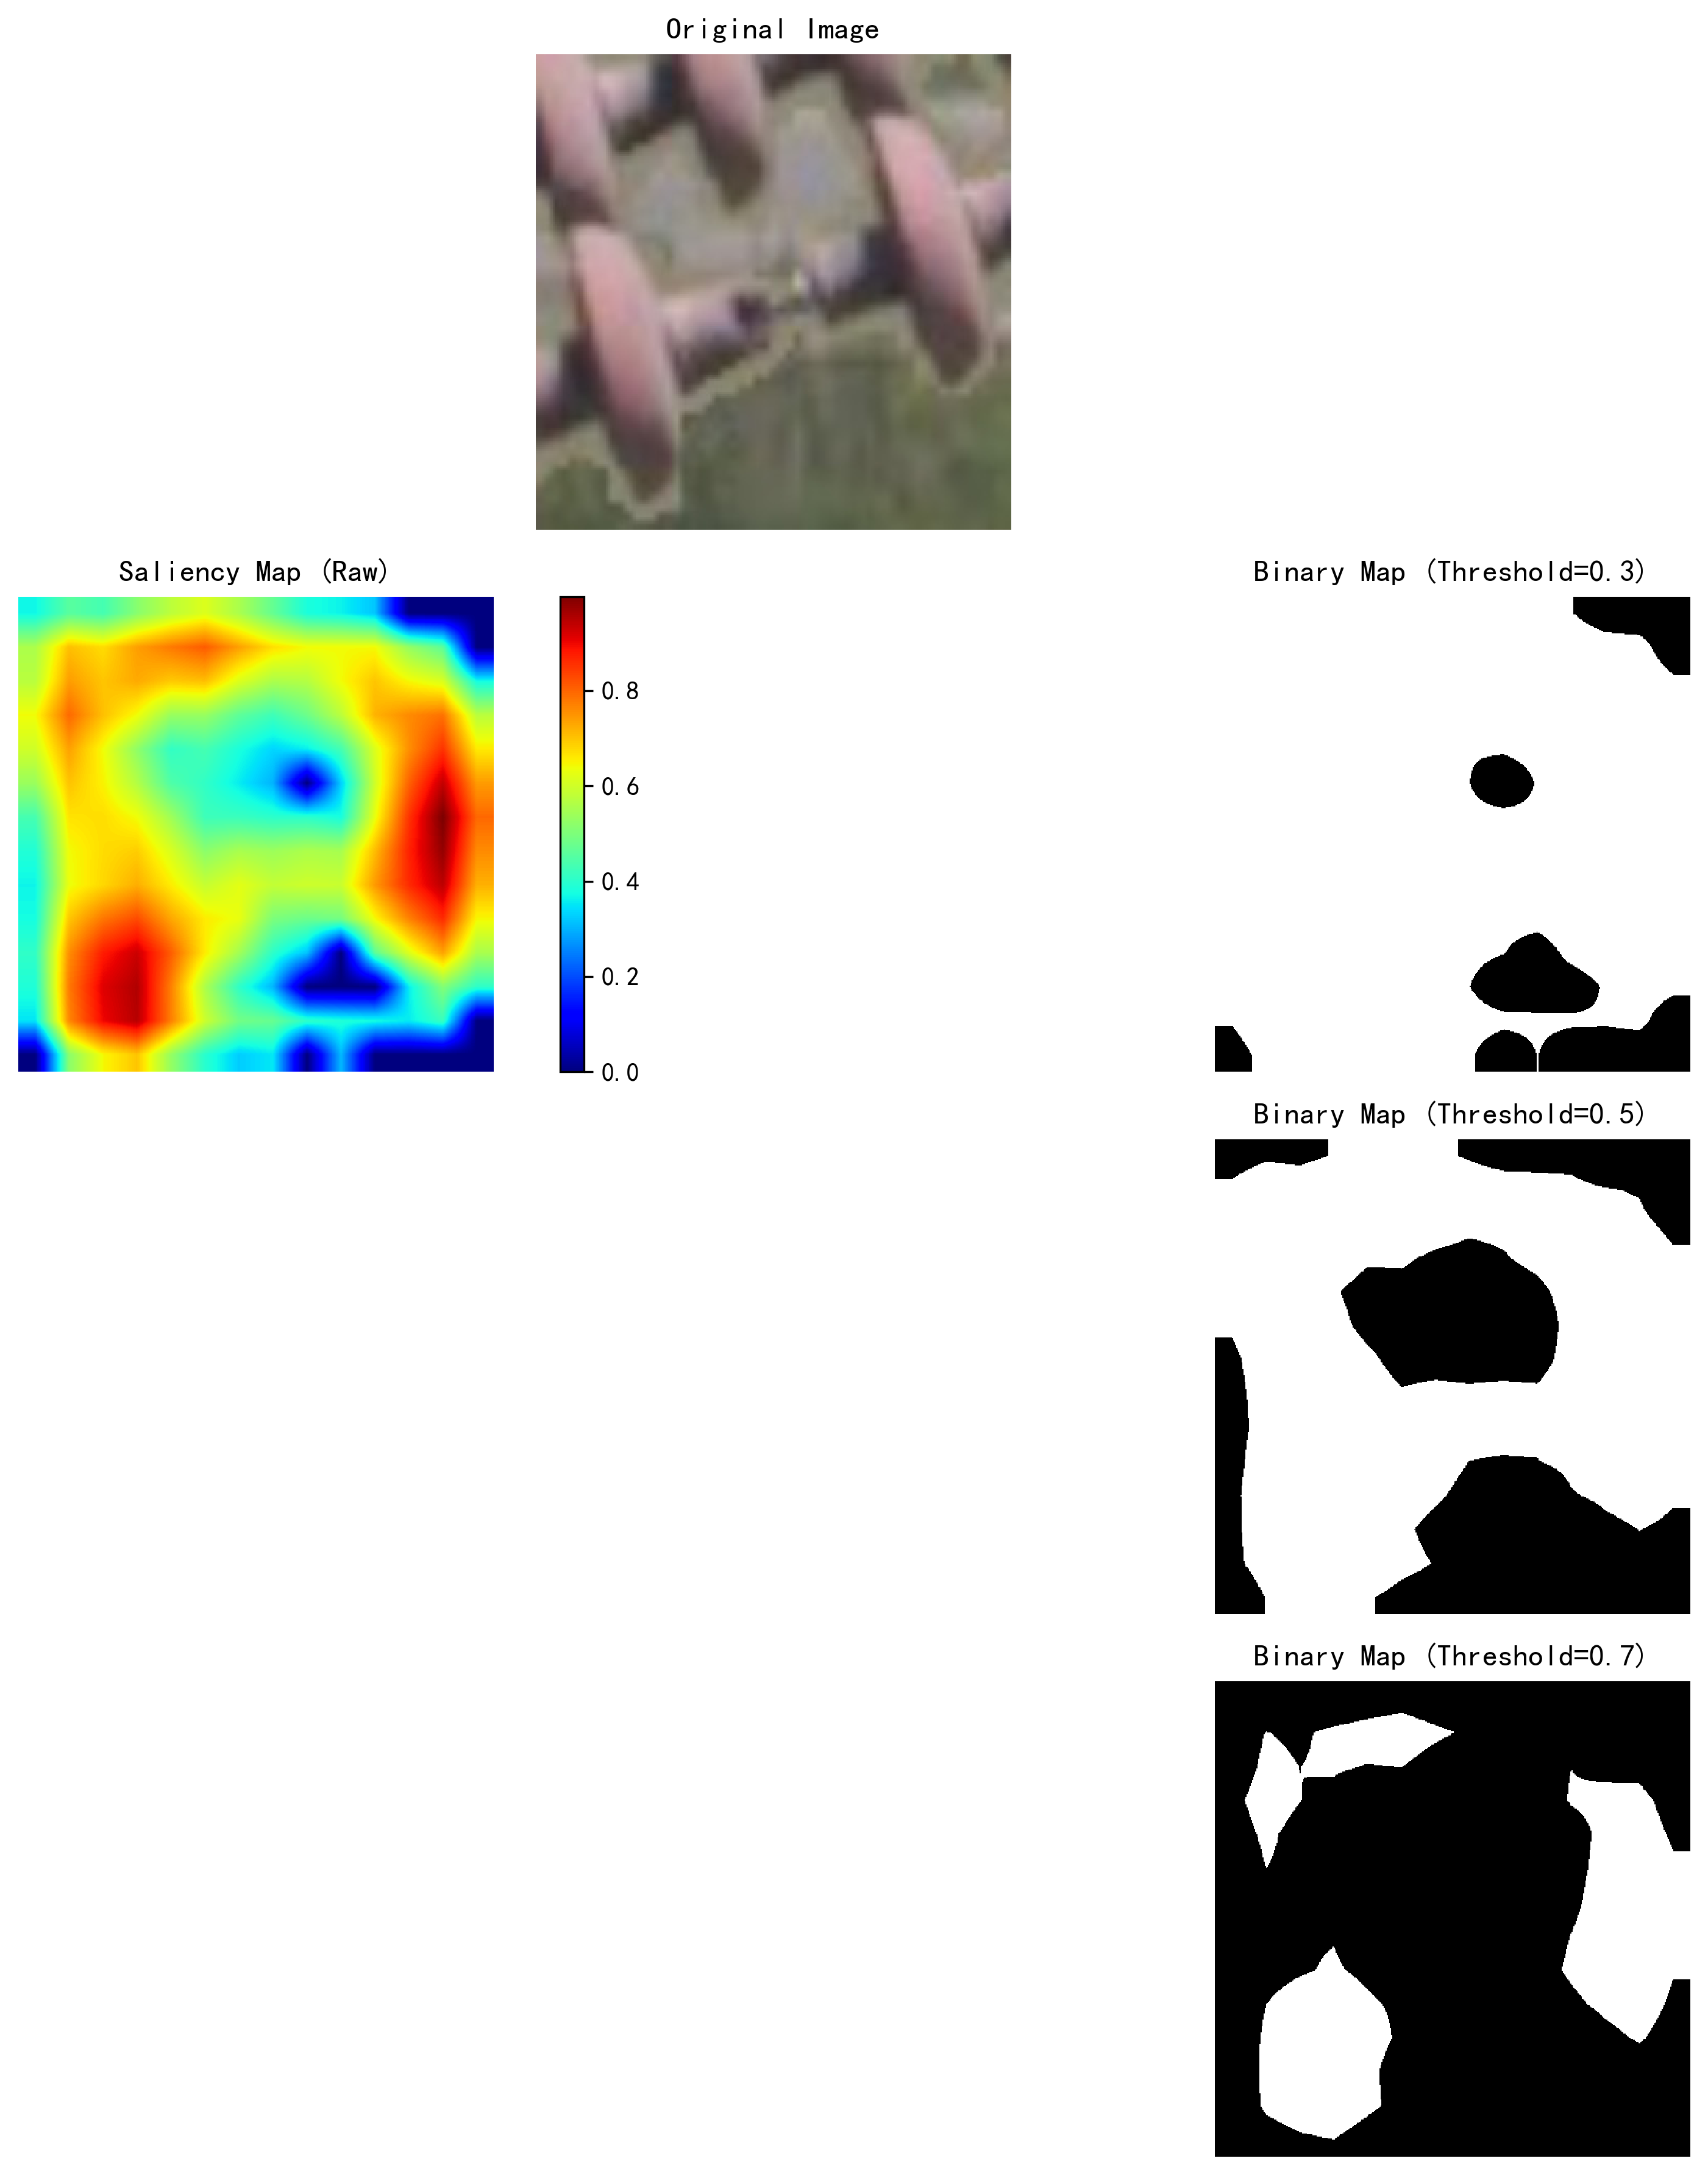 Original Image
Saliency Map (Raw)
Binary Map (Threshold=0.3)
0.8
0.6
0.4
0.2
0.0
Binary Map (Threshold=0.5)
Binary Map (Threshold=0.7)